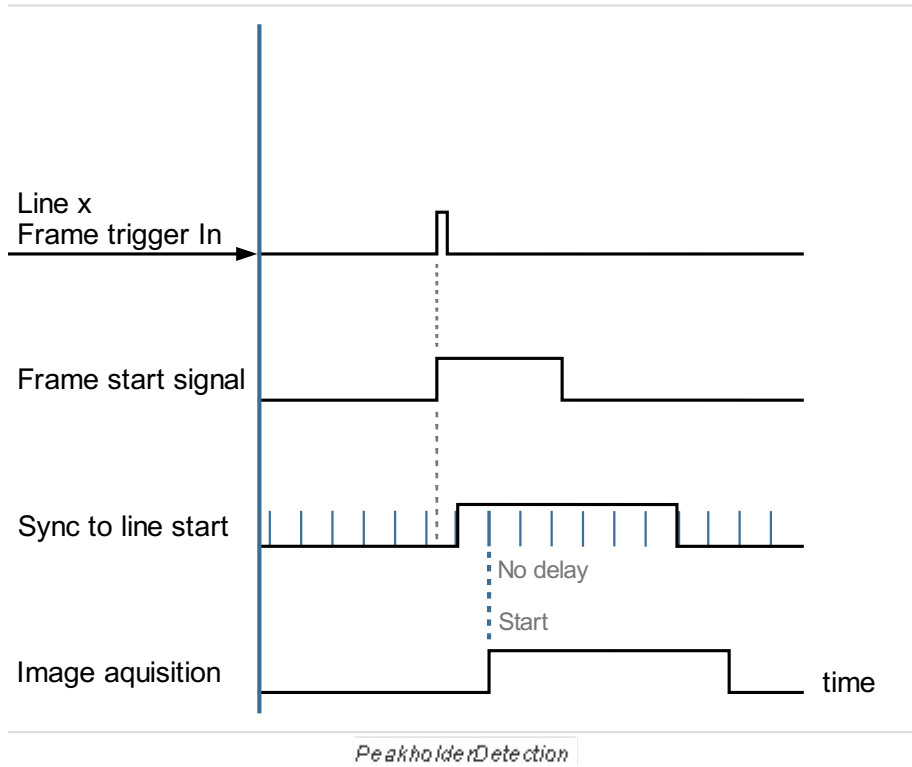 Line x
Frame trigger In
Frame start signal
Sync to line start
No delay
Start
Image aquisition
time
PeakholderDetection